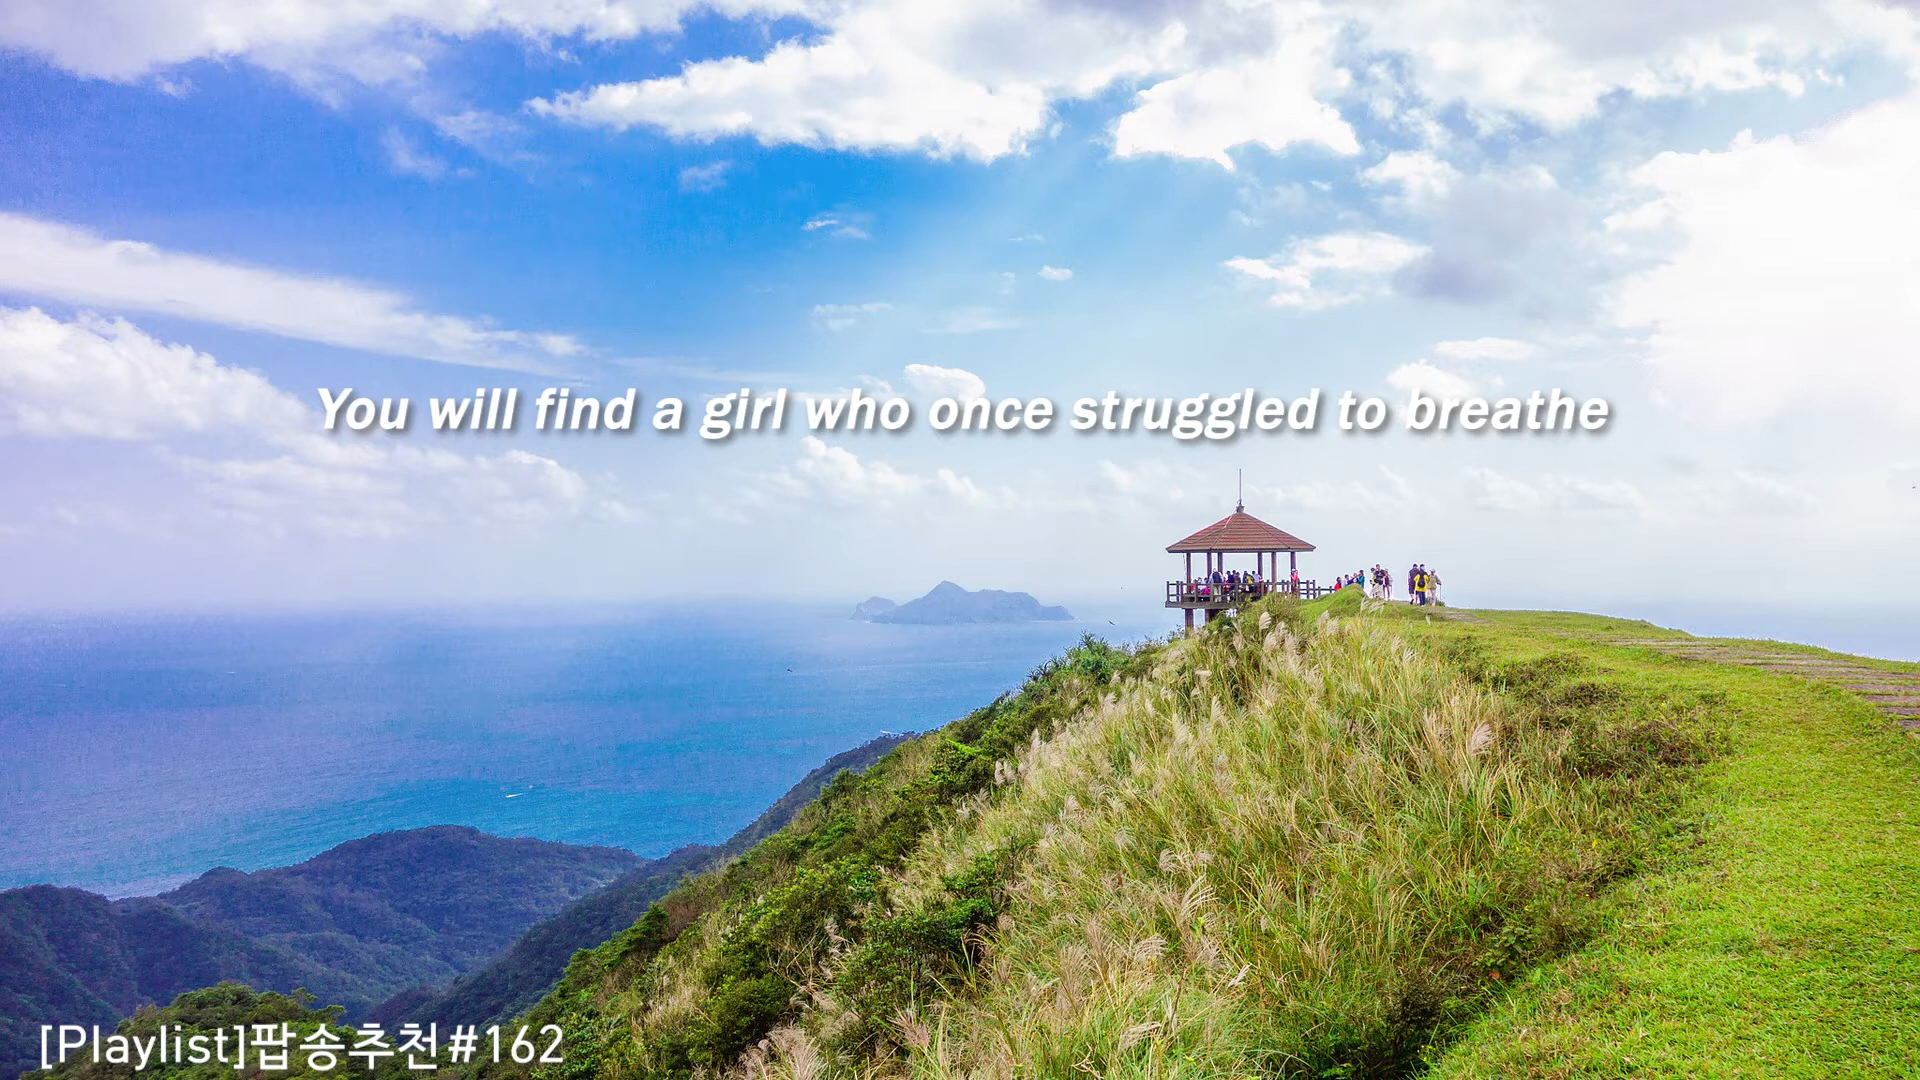 You will find a girl who once struggled to breathe
[Playlist]팝송추천#162